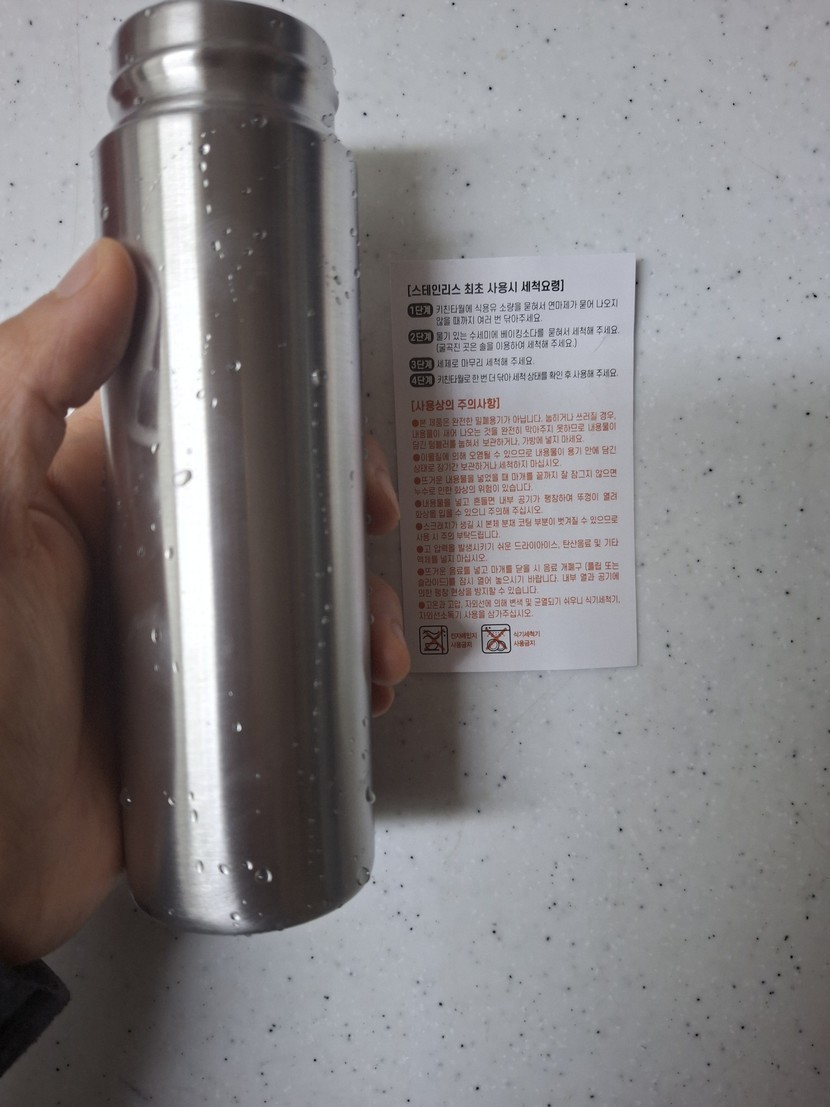 [스테인리스 최초 사용시 세척요령]
1단계 키친타월에 식용유 소량을 묻혀서 연마제가 묻어 나오지
않을 때까지 여러 번 닦아주세요.
2단계 물기 있는 수세미에 베이킹소다를 묻혀서 세척해 주세요.
(굴곡진 곳은 솔을 이용하여 세척해 주세요.)
3단계 세제로 마무리 세척해 주세요.
4단계 키친타월로 한 번 더 닦아 세척 상태를 확인 후 사용해 주세요.
[사용상의 주의사항]
●본 제품은 완전한 밀폐용기가 아닙니다. 눕히거나 쓰러질 경우,
내용물이 새어 나오는 것을 완전히 막아주지 못하므로 내용물이
담긴 텀블러를 눕혀서 보관하거나, 가방에 넣지 마세요.
●이물질에 의해 오염될 수 있으므로 내용물이 용기 안에 담긴
상태로 장기간 보관하거나 세척하지 마십시오.
●뜨거운 내용물을 넣었을 때 마개를 끝까지 잘 잠그지 않으면
누수로 인한 화상의 위험이 있습니다.
●내용물을 넣고 흔들면 내부 공기가 팽창하여 뚜껑이 열려
화상을 입을 수 있으니 주의해 주십시오.
●스크래치가 생길 시 본체 분체 코팅 부분이 벗겨질 수 있으므로
사용 시 주의 부탁드립니다.
●고 압력을 발생시키기 쉬운 드라이아이스, 탄산음료 및 기타
액체를 넣지 마십시오.
●뜨거운 음료를 넣고 마개를 닫을 시 음료 개폐구 (플립 또는
슬라이드)를 잠시 열어 놓으시기 바랍니다. 내부 열과 공기에
의한 팽창 현상을 방지할 수 있습니다.
●고온과 고압, 자외선에 의해 변색 및 균열되기 쉬우니 식기세척기,
자외선소독기 사용을 삼가주십시오.
전자레인지
사용금지
식기세척기
사용금지